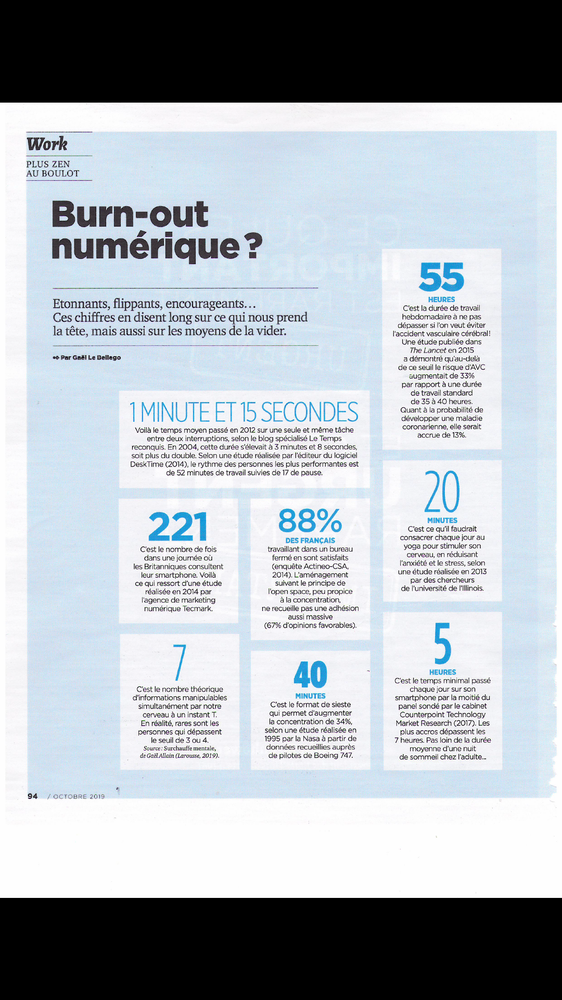 Work
PLUS ZEN
AU BOULOT
Burn-out
numérique ?
Etonnants, flippants, encourageants...
Ces chiffres en disent long sur ce qui nous prend
la tête, mais aussi sur les moyens de la vider.
Par Gaël Le Bellego
55
HEURES
C'est la durée de travail
hebdomadaire à ne pas
dépasser si l'on veut éviter
l'accident vasculaire cérébral!
Une étude publiée dans
The Lancet en 2015
a démontré qu'au-delà
de ce seuil le risque d'AVC
augmentait de 33%
par rapport à une durée
de travail standard
de 35 à 40 heures.
Quant à la probabilité de
développer une maladie
coronarienne, elle serait
accrue de 13%.
1 MINUTE ET 15 SECONDES
Voilà le temps moyen passé en 2012 sur une seule et même tâche
entre deux interruptions, selon le blog spécialisé Le Temps
reconquis. En 2004, cette durée s'élevait à 3 minutes et 8 secondes,
soit plus du double. Selon une étude réalisée par l'éditeur du logiciel
DeskTime (2014), le rythme des personnes les plus performantes est
de 52 minutes de travail suivies de 17 de pause.
221
C'est le nombre de fois
dans une journée où
les Britanniques consultent
leur smartphone. Voilà
ce qui ressort d'une étude
réalisée en 2014 par
l'agence de marketing
numérique Tecmark.
88%
DES FRANÇAIS
travaillant dans un bureau
fermé en sont satisfaits
(enquête Actineo-CSA,
2014). L'aménagement
suivant le principe de
l'open space, peu propice
à la concentration,
ne recueille pas une adhésion
aussi massive
(67% d'opinions favorables).
20
MINUTES
C'est ce qu'il faudrait
consacrer chaque jour au
yoga pour stimuler son
cerveau, en réduisant
l'anxiété et le stress, selon
une étude réalisée en 2013
par des chercheurs
de l'université de l'Illinois.
7
C'est le nombre théorique
d'informations manipulables
simultanément par notre
cerveau à un instant T.
En réalité, rares sont les
personnes qui dépassent
le seuil de 3 ou 4.
Source : Surchauffe mentale,
de Gaël Allain (Larousse, 2019).
40
MINUTES
C'est le format de sieste
qui permet d'augmenter
la concentration de 34%,
selon une étude réalisée en
1995 par la Nasa à partir de
données recueillies auprès
de pilotes de Boeing 747.
5
HEURES
C'est le temps minimal passé
chaque jour sur son
smartphone par la moitié du
panel sondé par le cabinet
Counterpoint Technology
Market Research (2017). Les
plus accros dépassent les
7 heures. Pas loin de la durée
moyenne d'une nuit
de sommeil chez l'adulte...
94 / OCTOBRE 2019